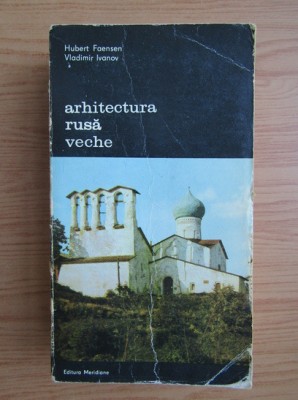 Hubert Faensen
Vladimir Ivanov
arhitectura
rusă
veche
Editura Meridiane